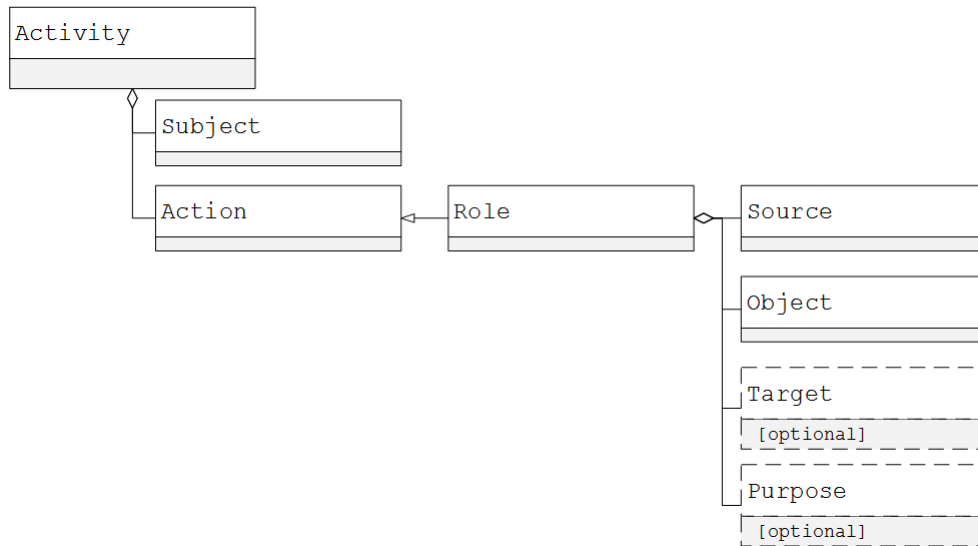 Activity
Subject
Action
Role
Source
Object
Target
[optional]
Purpose
[optional]